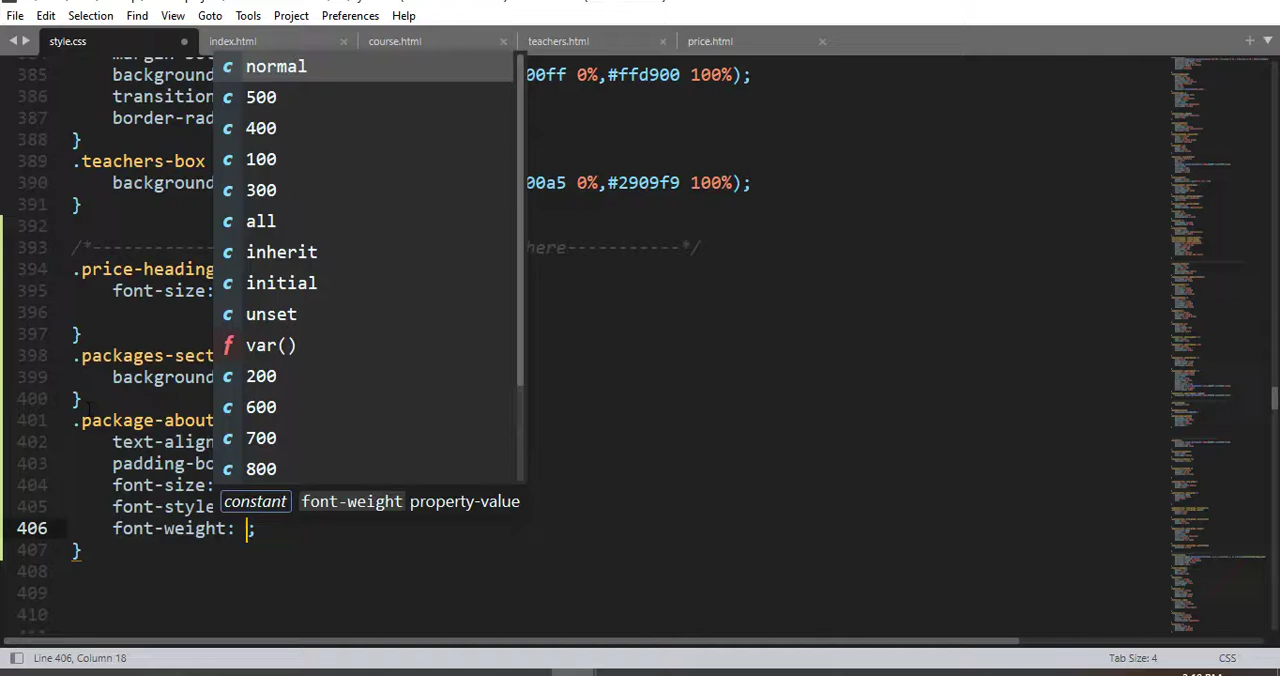 File Edit Selection Find View Goto Tools Project Preferences Help
style.css index.html course.html teachers.html price.html
385 background 00ff 0%,#ffd900 100%);
386 transition
387 border-rad
388 }
389 .teachers-box
390 background 00a5 0%,#2909f9 100%);
391 }
392
393 /*---------------- here-----------*/
394 .price-heading
395 font-size:
396
397 }
398 .packages-sect
399 background
400 }
401 .package-about
402 text-align
403 padding-bo
404 font-size:
405 font-style
406 font-weight: ;
407 }
408
409
410
c normal
c 500
c 400
c 100
c 300
c all
c inherit
c initial
c unset
f var()
c 200
c 600
c 700
c 800
constant font-weight property-value
Line 406, Column 18 Tab Size: 4 CSS